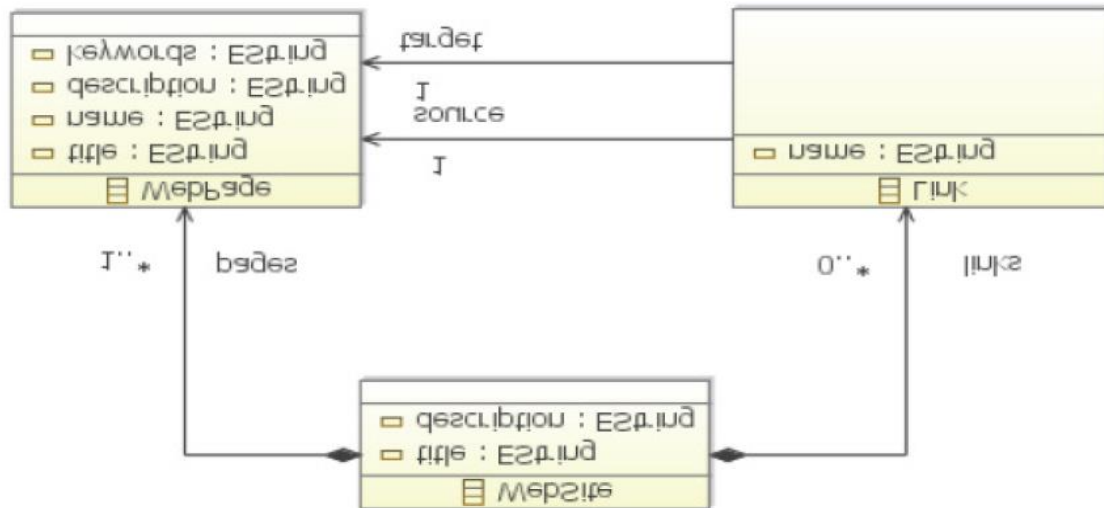 WebSite
title : EString
description : EString
1..*
pages
0..*
links
WebPage
title : EString
name : EString
description : EString
keywords : EString
1
source
1
target
Link
name : EString